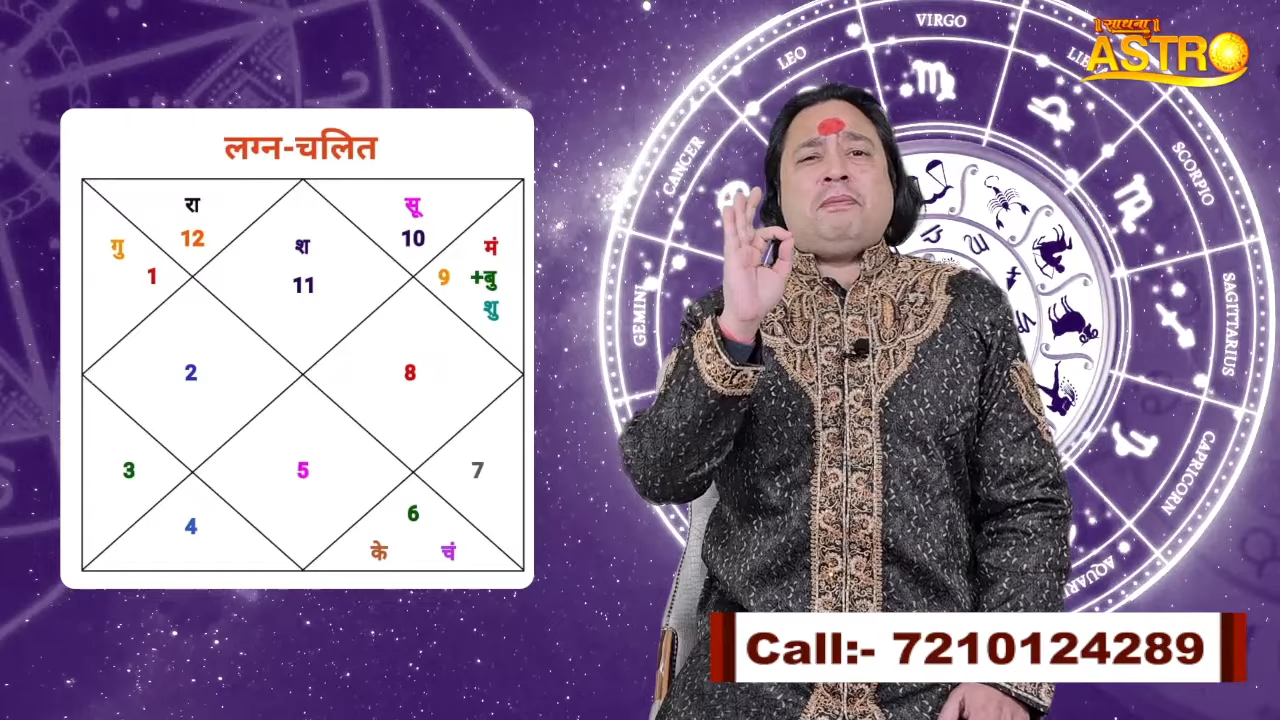 लग्न-चलित
रा
12
गु
1
श
11
सू
10
मं
9
+बु
शु
2
8
3
5
7
4
6
के
चं
VIRGO
LEO
CANCER
GEMINI
SCORPIO
SAGITTARIUS
CAPRICORN
।साधना।
ASTRO
Call:- 7210124289